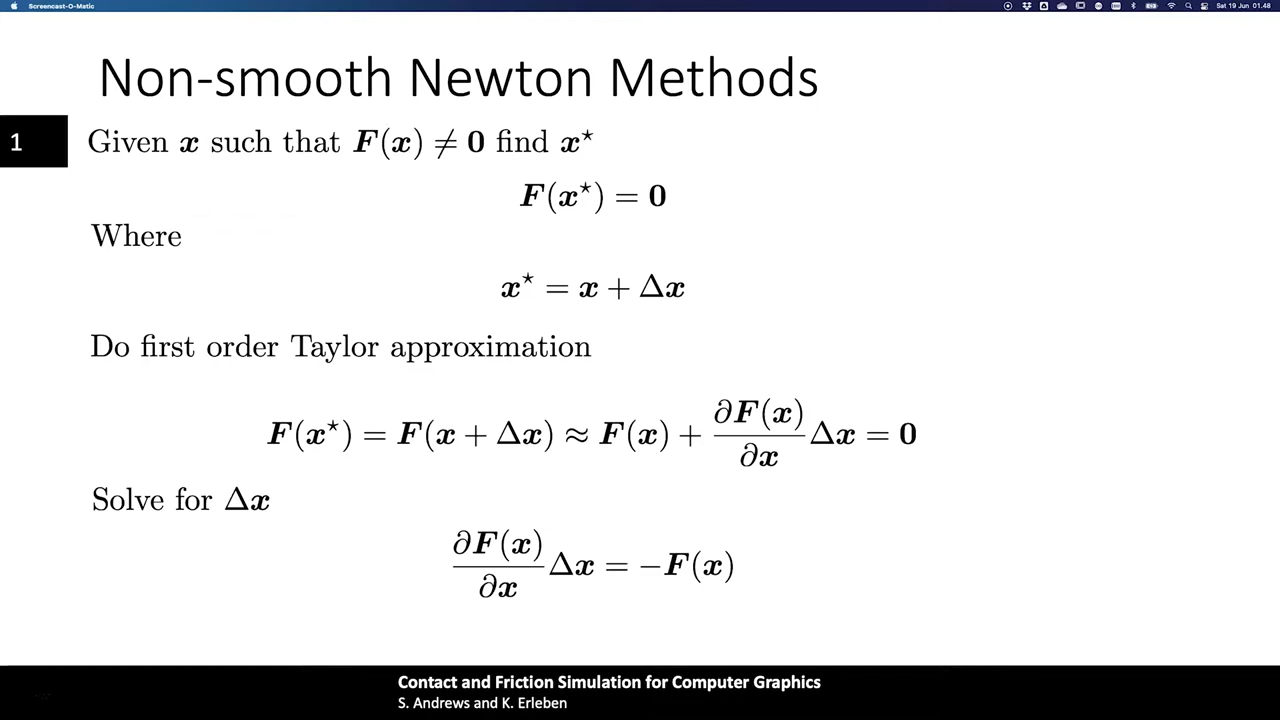 Screencast-O-Matic
Sat 19 Jun 01.48
Non-smooth Newton Methods
1
Given x such that F(x) ≠ 0 find x⋆
F(x⋆) = 0
Where
x⋆ = x + Δx
Do first order Taylor approximation
F(x⋆) = F(x + Δx) ≈ F(x) + ∂F(x)/∂x Δx = 0
Solve for Δx
∂F(x)/∂x Δx = −F(x)
Contact and Friction Simulation for Computer Graphics
S. Andrews and K. Erleben